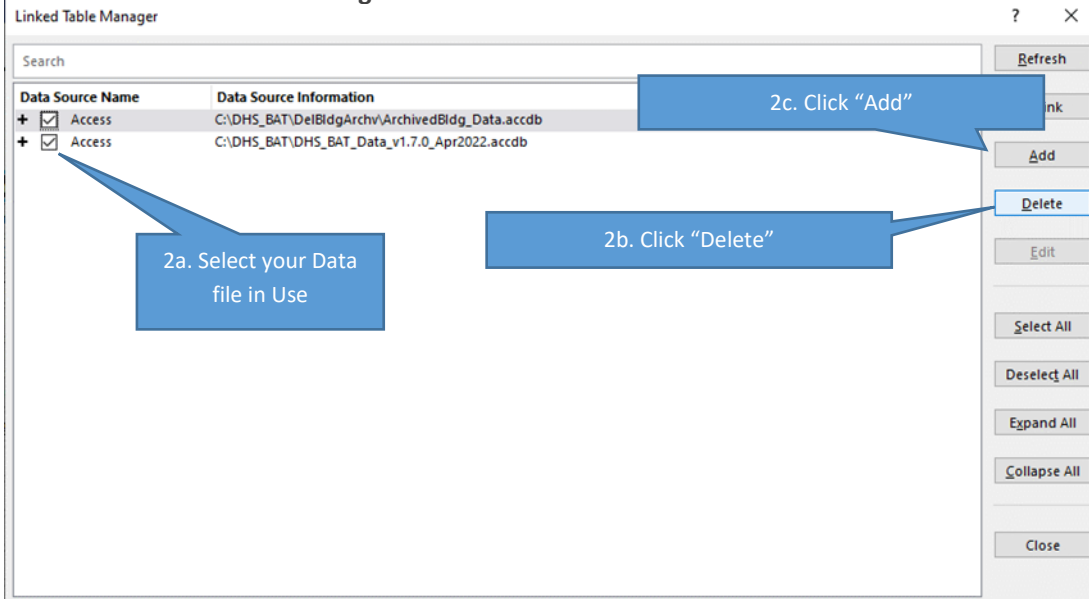 Linked Table Manager
?
Search
Refresh
Data Source Name Data Source Information
Access C:\DHS_BAT\DelBldgArchv\ArchivedBldg_Data.accdb
Access C:\DHS_BAT\DHS_BAT_Data_v1.7.0_Apr2022.accdb
2c. Click “Add”
Add
Delete
2b. Click “Delete”
2a. Select your Data
file in Use
Edit
Select All
Deselect All
Expand All
Collapse All
Close